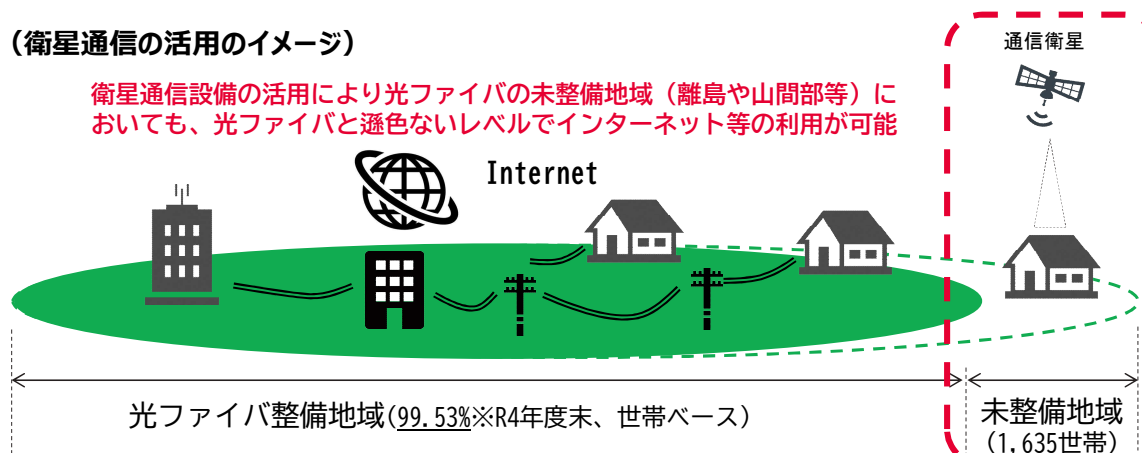 （衛星通信の活用のイメージ）
通信衛星
衛星通信設備の活用により光ファイバの未整備地域（離島や山間部等）に
おいても、光ファイバと遜色ないレベルでインターネット等の利用が可能
Internet
光ファイバ整備地域(99.53%※R4年度末、世帯ベース）
未整備地域
（1,635世帯）